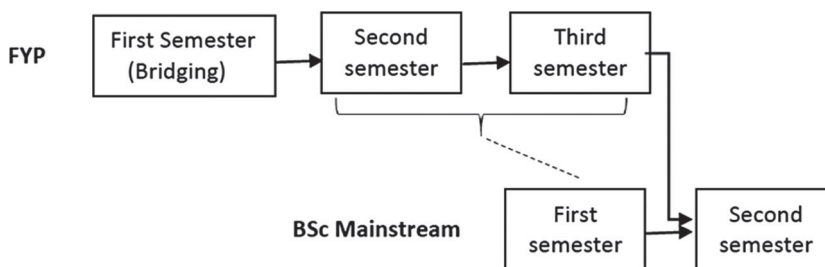 FYP
First Semester
(Bridging)
Second
semester
Third
semester
BSc Mainstream
First
semester
Second
semester